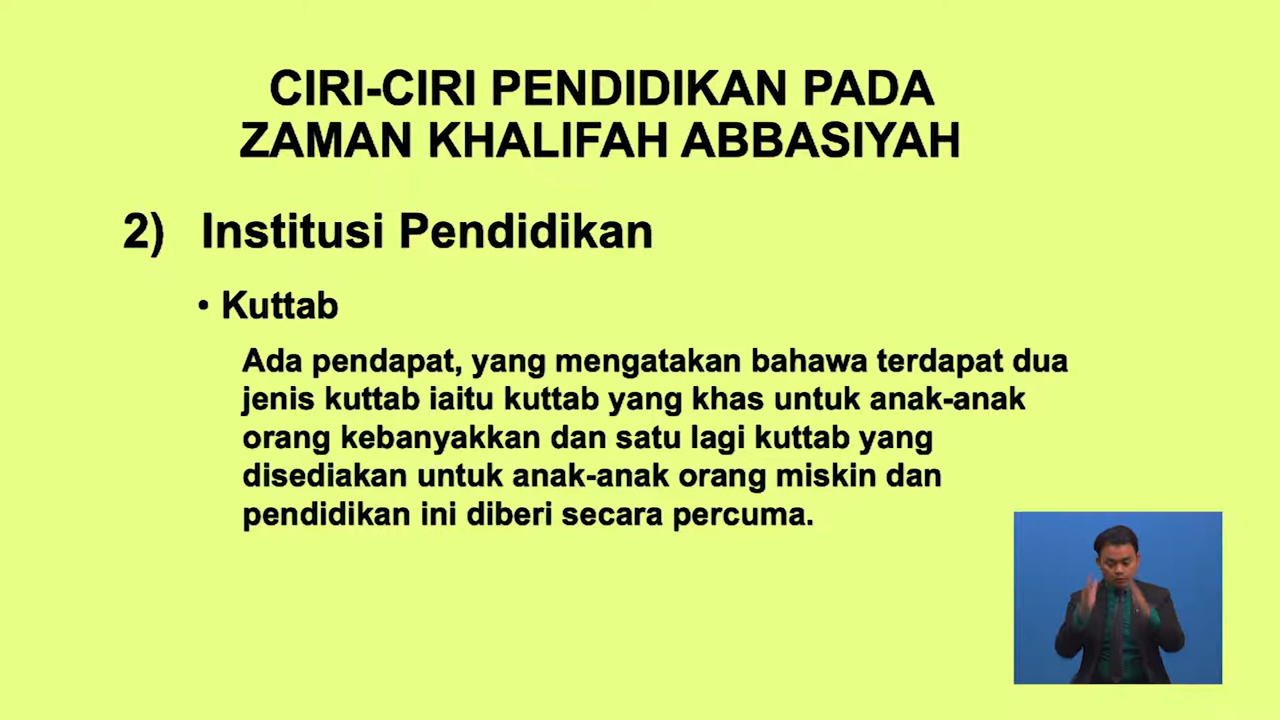 CIRI-CIRI PENDIDIKAN PADA
ZAMAN KHALIFAH ABBASIYAH
2) Institusi Pendidikan
• Kuttab
Ada pendapat, yang mengatakan bahawa terdapat dua
jenis kuttab iaitu kuttab yang khas untuk anak-anak
orang kebanyakkan dan satu lagi kuttab yang
disediakan untuk anak-anak orang miskin dan
pendidikan ini diberi secara percuma.